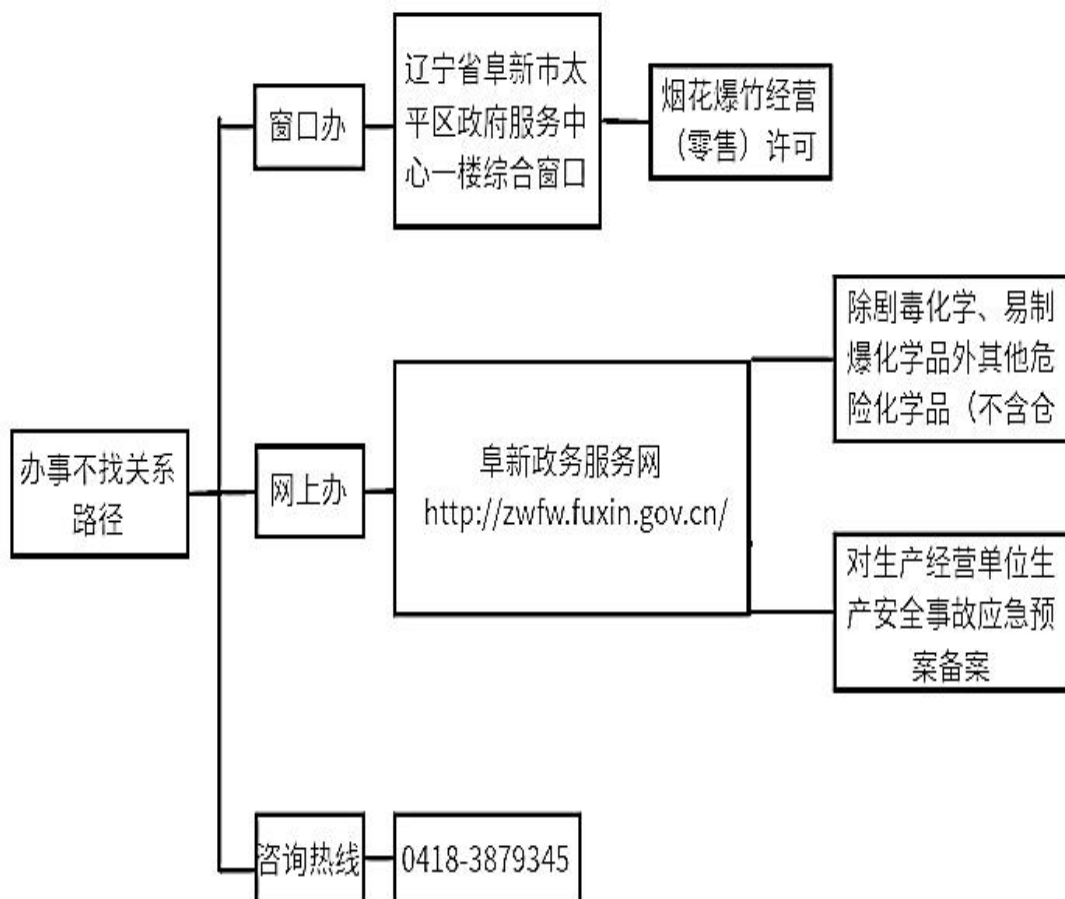 办事不找关系
路径
窗口办
辽宁省阜新市太
平区政府服务中
心一楼综合窗口
烟花爆竹经营
（零售）许可
网上办
阜新政务服务网
http://zwfw.fuxin.gov.cn/
除剧毒化学、易制
爆化学品外其他危
险化学品（不含仓
对生产经营单位生
产安全事故应急预
案备案
咨询热线
0418-3879345